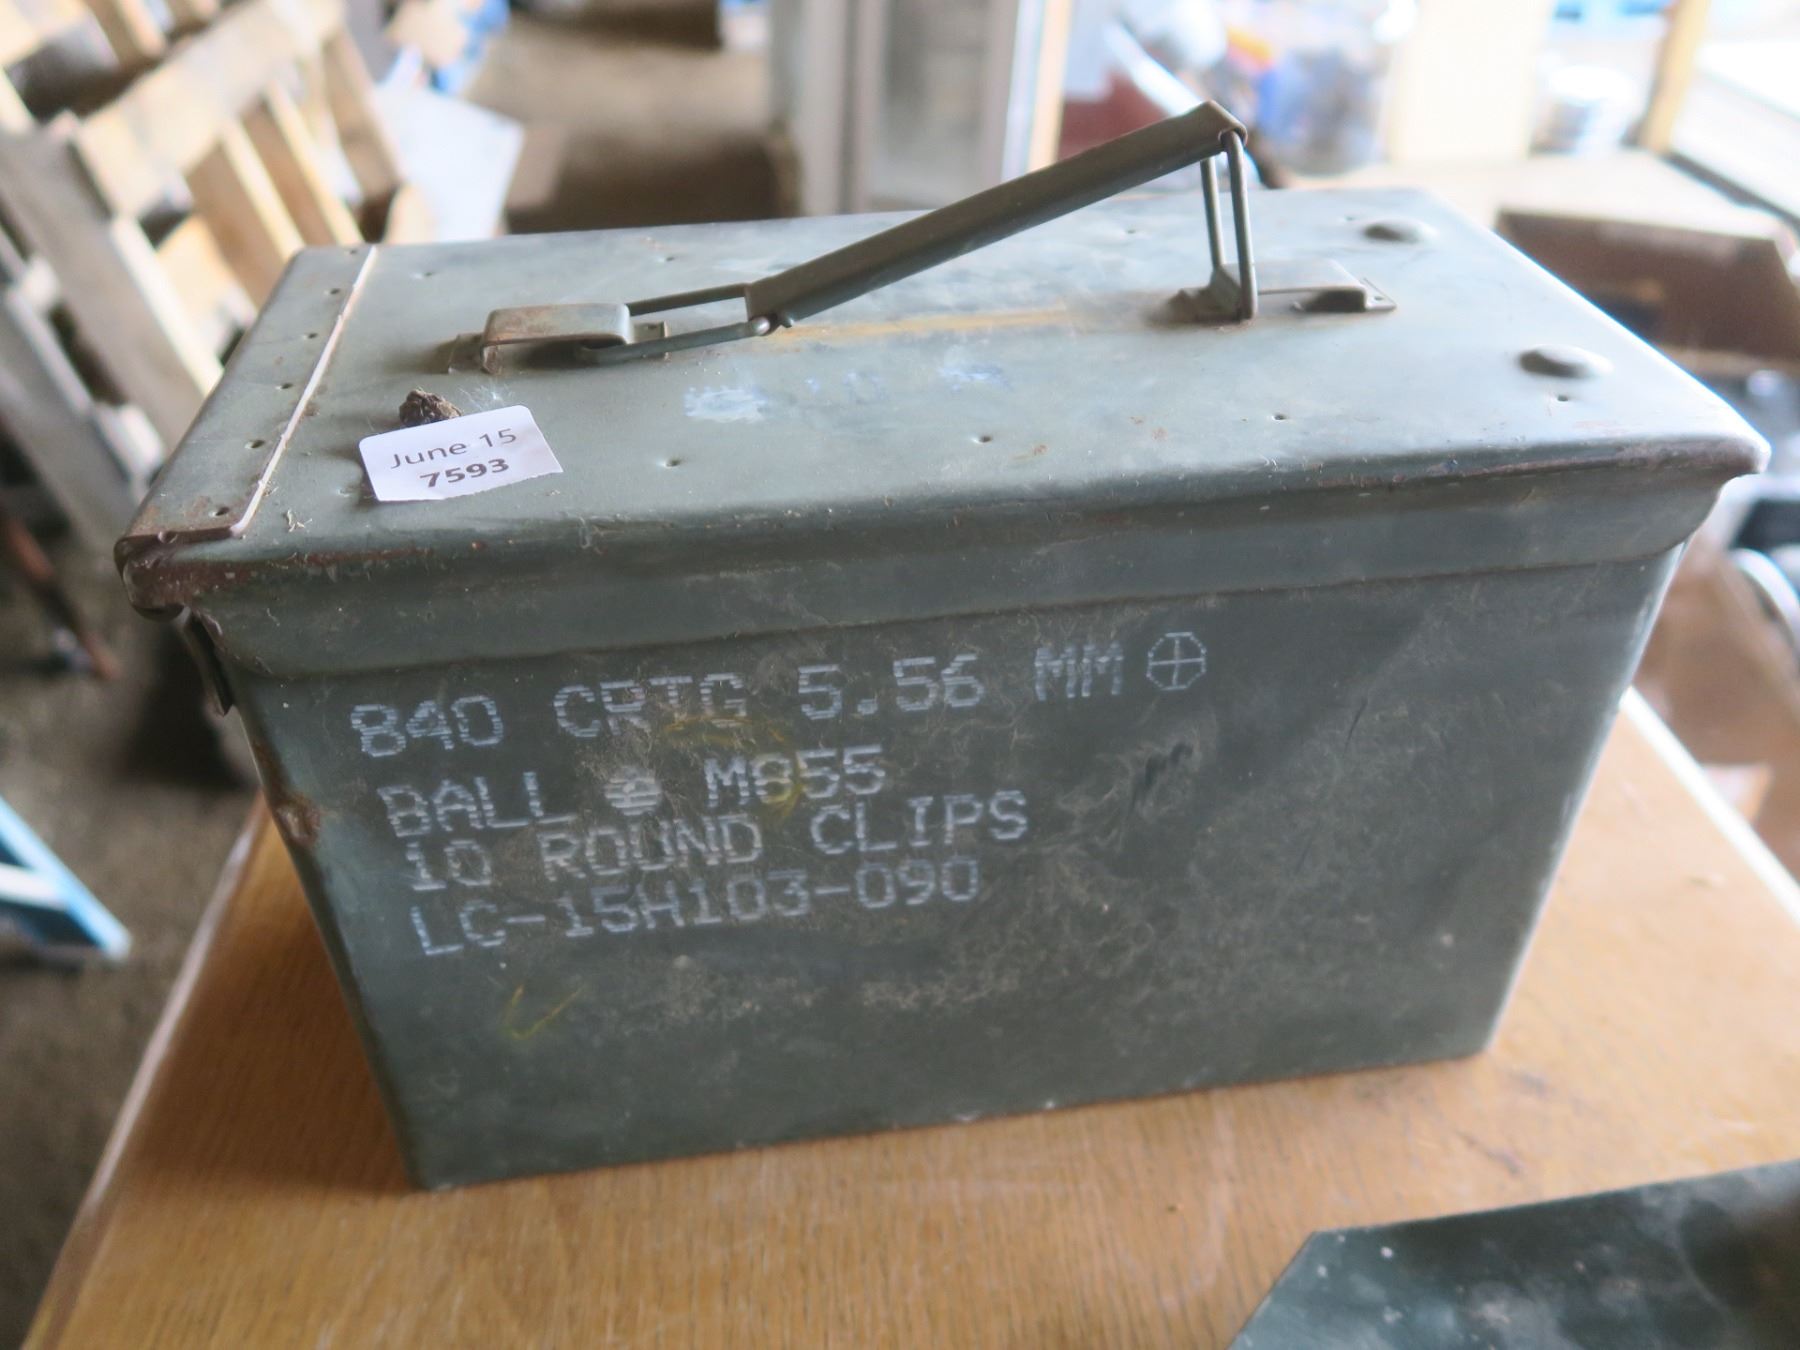 June 15
7593
840 CRTG 5.56 MM
BALL M855
10 ROUND CLIPS
LC-15H103-090